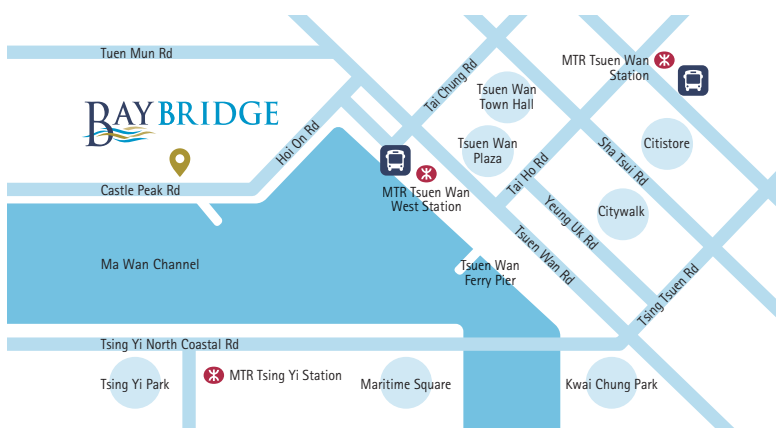 Tuen Mun Rd
BAYBRIDGE
Castle Peak Rd
Hoi On Rd
Tai Chung Rd
MTR Tsuen Wan
Station
Tsuen Wan
Town Hall
Tsuen Wan
Plaza
Citistore
Sha Tsui Rd
Tai Ho Rd
MTR Tsuen Wan
West Station
Citywalk
Yeung Uk Rd
Tsuen Wan Rd
Ma Wan Channel
Tsuen Wan
Ferry Pier
Tsing Tsuen Rd
Tsing Yi North Coastal Rd
Tsing Yi Park
MTR Tsing Yi Station
Maritime Square
Kwai Chung Park